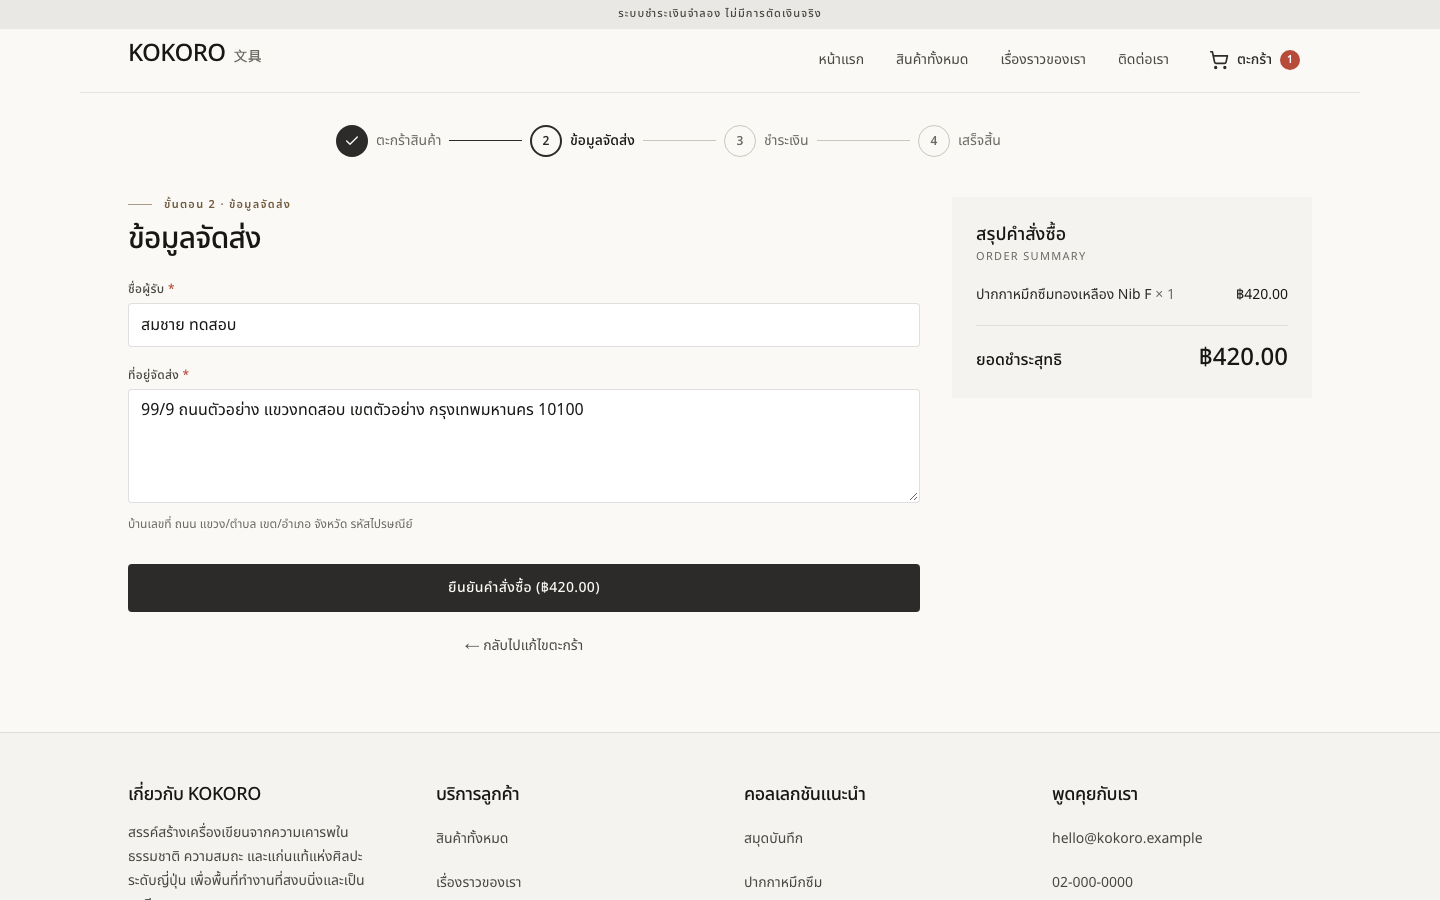 ระบบชำระเงินจำลอง ไม่มีการตัดเงินจริง
KOKORO 文具
หน้าแรก
สินค้าทั้งหมด
เรื่องราวของเรา
ติดต่อเรา
ตะกร้า 1
ตะกร้าสินค้า
2 ข้อมูลจัดส่ง
3 ชำระเงิน
4 เสร็จสิ้น
ขั้นตอน 2 · ข้อมูลจัดส่ง
ข้อมูลจัดส่ง
ชื่อผู้รับ *
สมชาย ทดสอบ
ที่อยู่จัดส่ง *
99/9 ถนนตัวอย่าง แขวงทดสอบ เขตตัวอย่าง กรุงเทพมหานคร 10100
บ้านเลขที่ ถนน แขวง/ตำบล เขต/อำเภอ จังหวัด รหัสไปรษณีย์
ยืนยันคำสั่งซื้อ (฿420.00)
← กลับไปแก้ไขตะกร้า
สรุปคำสั่งซื้อ
ORDER SUMMARY
ปากกาหมึกซึมทองเหลือง Nib F × 1 ฿420.00
ยอดชำระสุทธิ ฿420.00
เกี่ยวกับ KOKORO
สรรค์สร้างเครื่องเขียนจากความเคารพใน
ธรรมชาติ ความสมถะ และแก่นแท้แห่งศิลปะ
ระดับญี่ปุ่น เพื่อพื้นที่ทำงานที่สงบนิ่งและเป็น
บริการลูกค้า
สินค้าทั้งหมด
เรื่องราวของเรา
คอลเลกชันแนะนำ
สมุดบันทึก
ปากกาหมึกซึม
พูดคุยกับเรา
hello@kokoro.example
02-000-0000